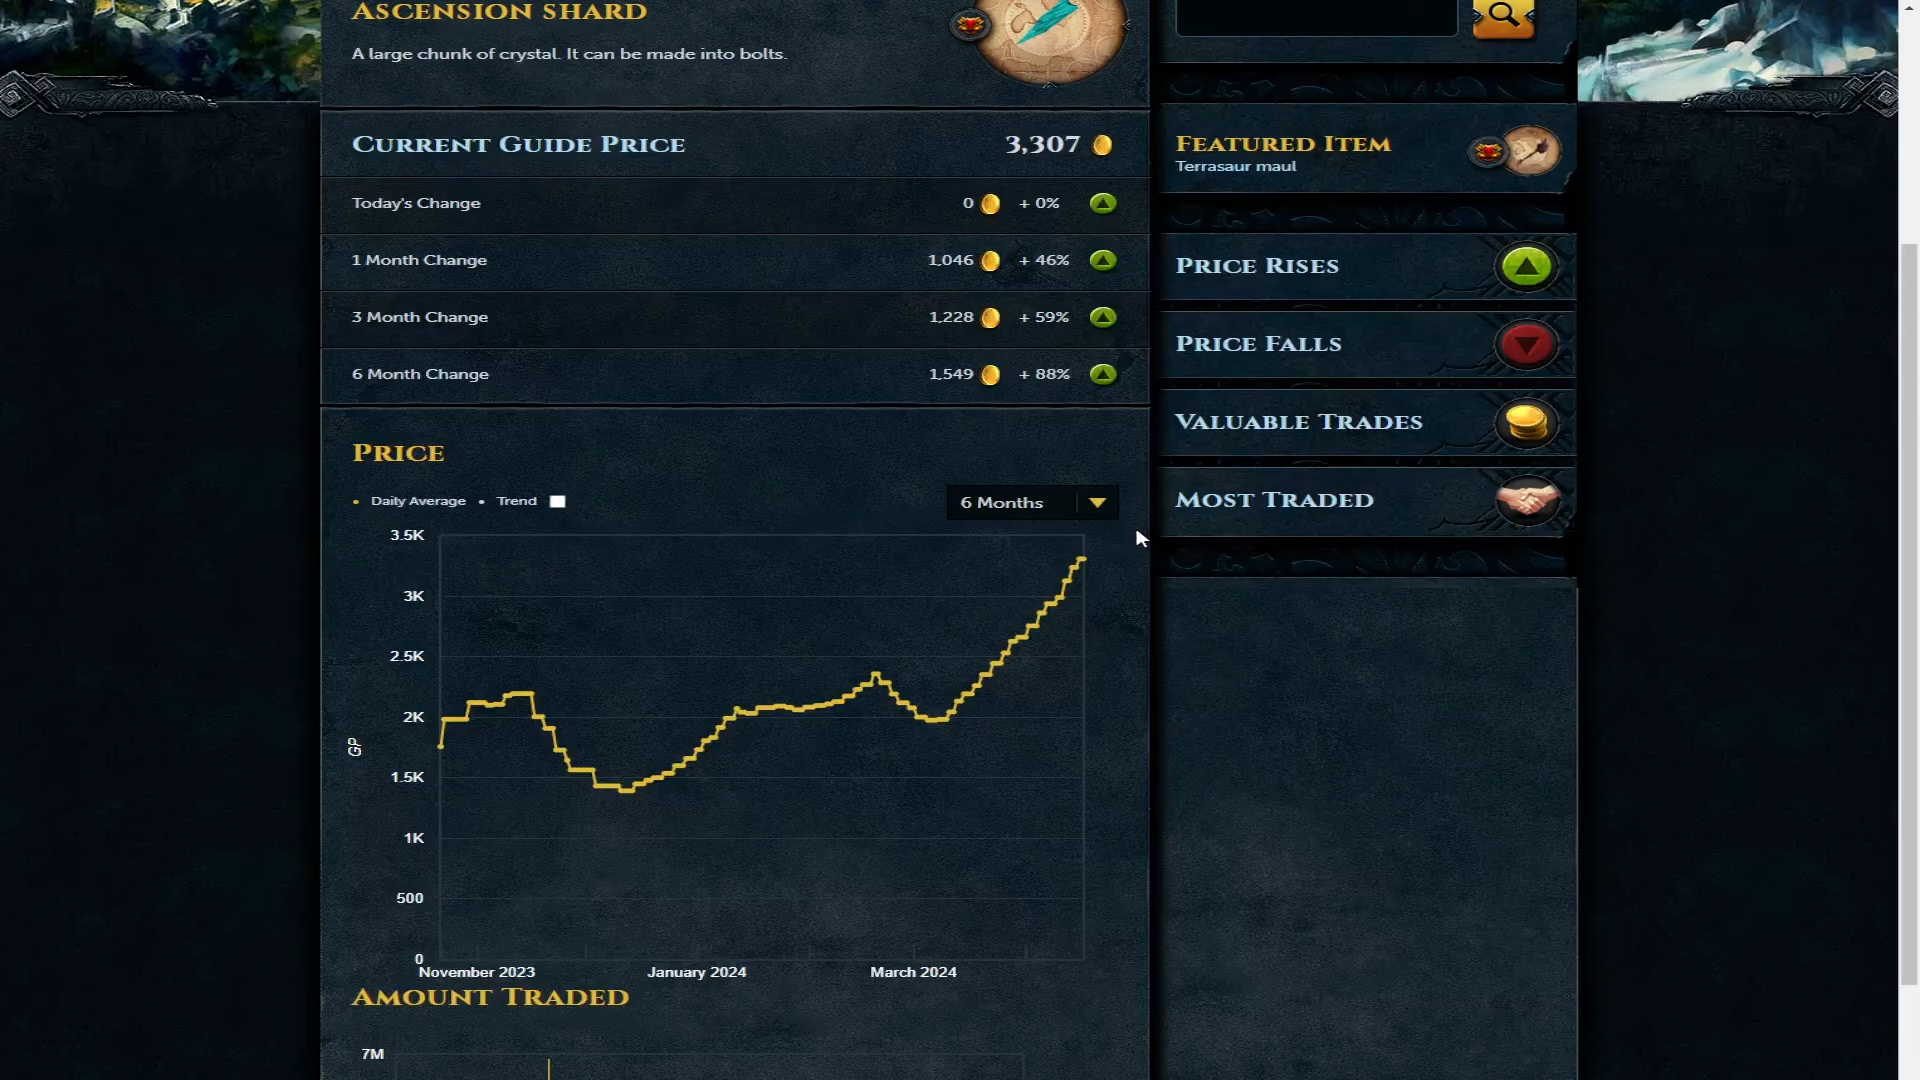 Ascension shard
A large chunk of crystal. It can be made into bolts.
Current Guide Price 3,307
Today's Change 0 + 0%
1 Month Change 1,046 + 46%
3 Month Change 1,228 + 59%
6 Month Change 1,549 + 88%
Price
Daily Average Trend
6 Months
3.5K
3K
2.5K
2K
GP
1.5K
1K
500
0
November 2023 January 2024 March 2024
Amount Traded
7M
Featured Item
Terrasaur maul
Price Rises
Price Falls
Valuable Trades
Most Traded